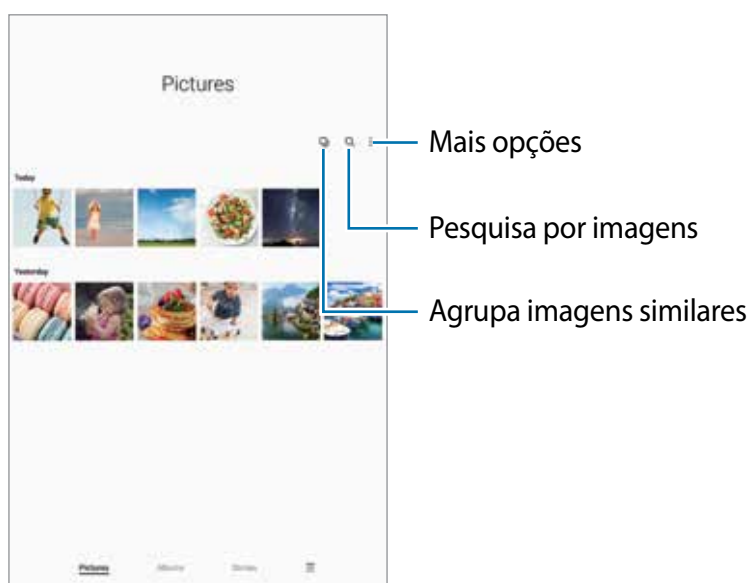 Pictures
Mais opções
Today
Pesquisa por imagens
Yesterday
Agrupa imagens similares
Pictures Albums Stories